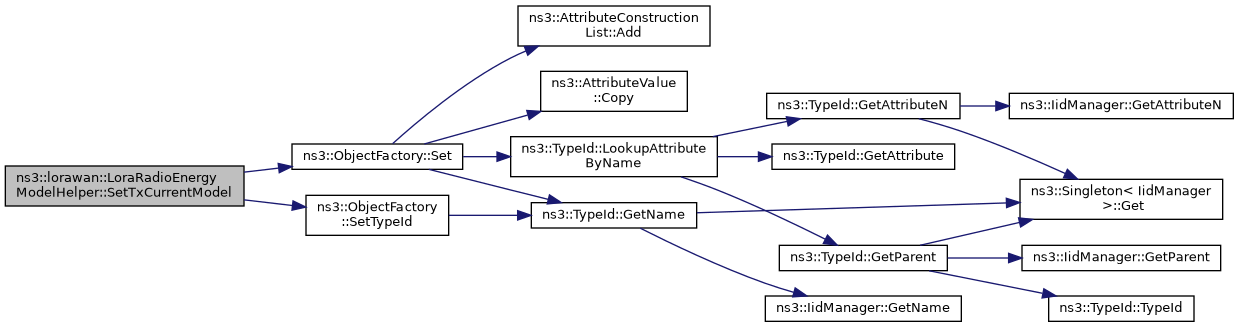 ns3::lorawan::LoraRadioEnergy
ModelHelper::SetTxCurrentModel
ns3::ObjectFactory::Set
ns3::ObjectFactory
::SetTypeId
ns3::AttributeConstruction
List::Add
ns3::AttributeValue
::Copy
ns3::TypeId::LookupAttribute
ByName
ns3::TypeId::GetName
ns3::TypeId::GetAttributeN
ns3::TypeId::GetAttribute
ns3::TypeId::GetParent
ns3::IidManager::GetName
ns3::IidManager::GetAttributeN
ns3::Singleton< IidManager
>::Get
ns3::IidManager::GetParent
ns3::TypeId::TypeId